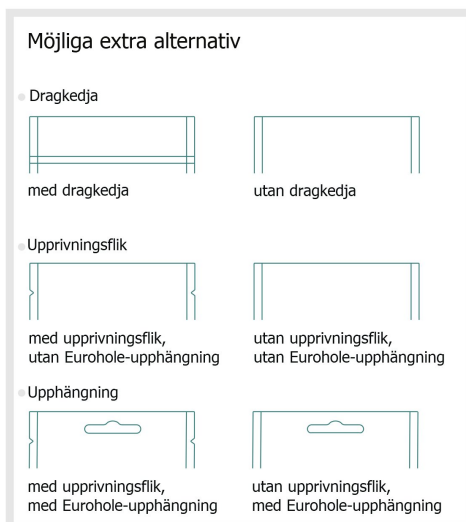 Möjliga extra alternativ
Dragkedja
med dragkedja
utan dragkedja
Upprivningsflik
med upprivningsflik,
utan Eurohole-upphängning
utan upprivningsflik,
utan Eurohole-upphängning
Upphängning
med upprivningsflik,
med Eurohole-upphängning
utan upprivningsflik,
med Eurohole-upphängning